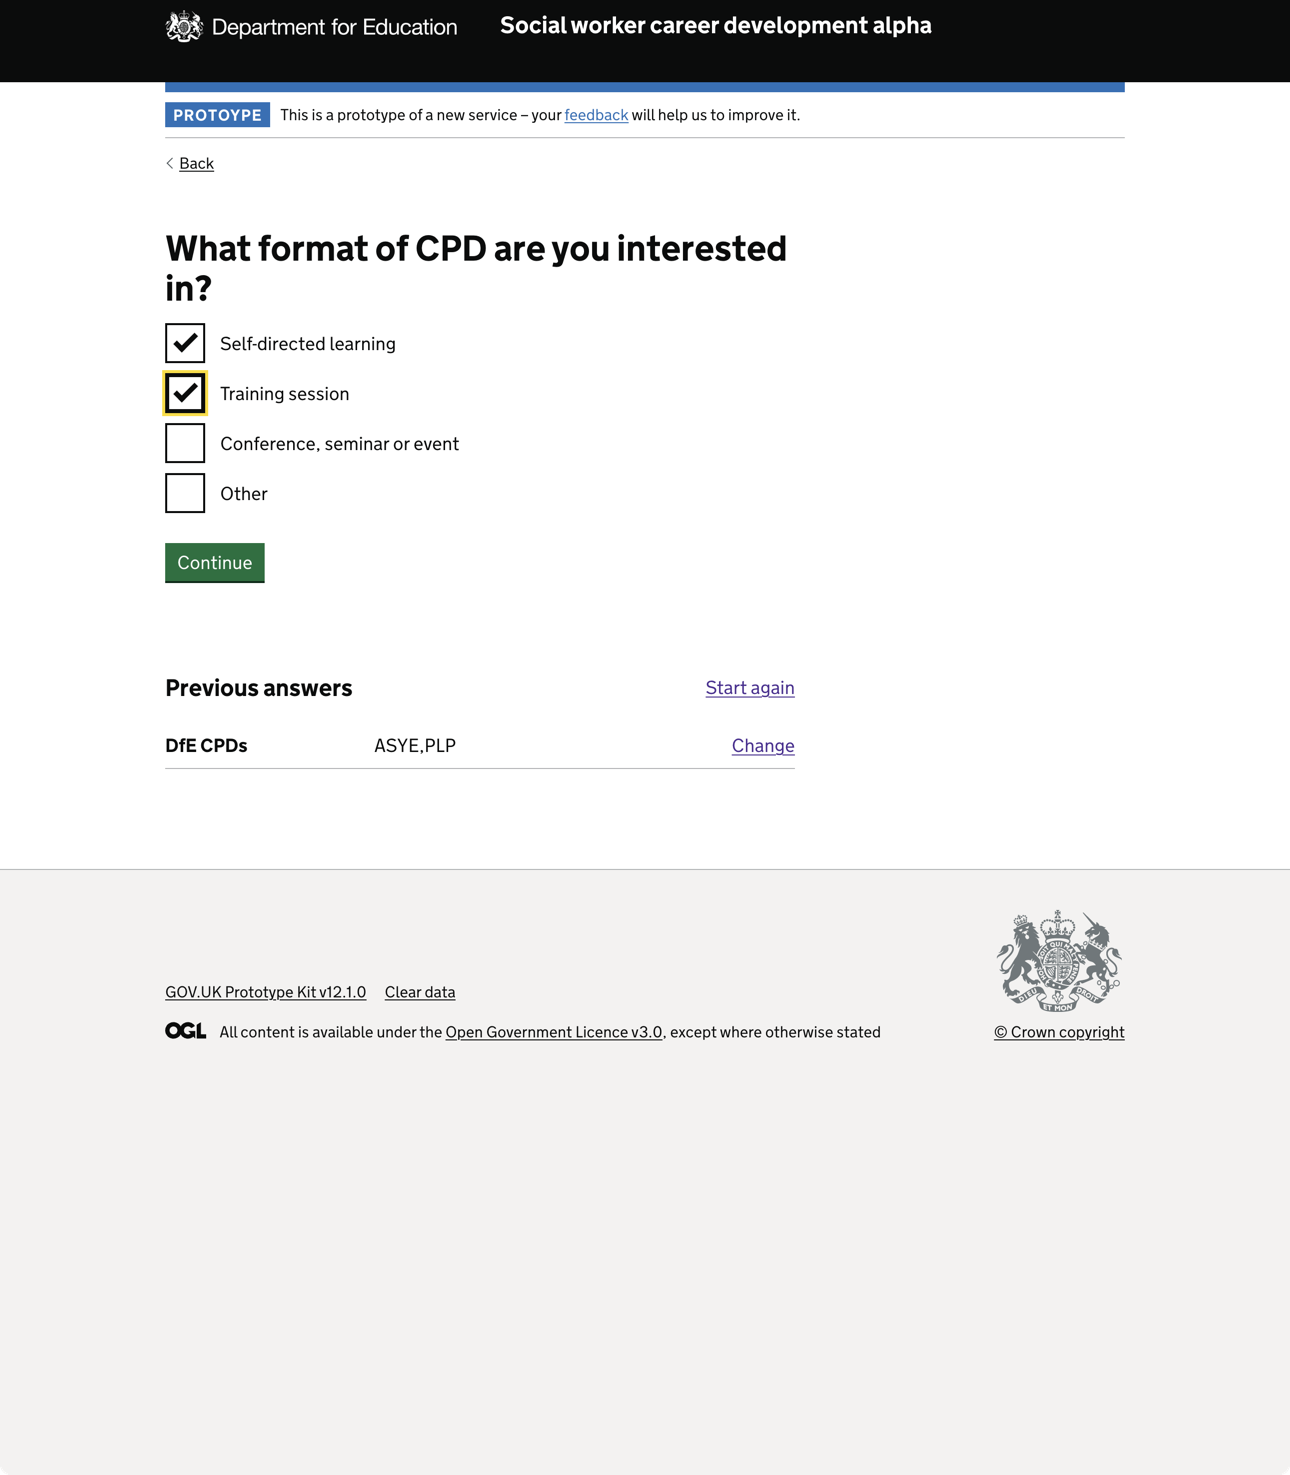 Department for Education
Social worker career development alpha
PROTOYPE
This is a prototype of a new service – your feedback will help us to improve it.
Back
What format of CPD are you interested
in?
Self-directed learning
Training session
Conference, seminar or event
Other
Continue
Previous answers
Start again
DfE CPDs
ASYE,PLP
Change
GOV.UK Prototype Kit v12.1.0
Clear data
OGL
All content is available under the Open Government Licence v3.0, except where otherwise stated
© Crown copyright